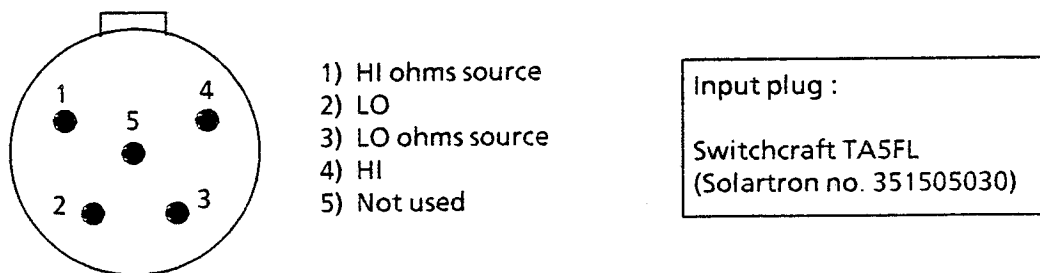 1
4
5
2
3
1) HI ohms source
2) LO
3) LO ohms source
4) HI
5) Not used
Input plug :
Switchcraft TA5FL
(Solartron no. 351505030)